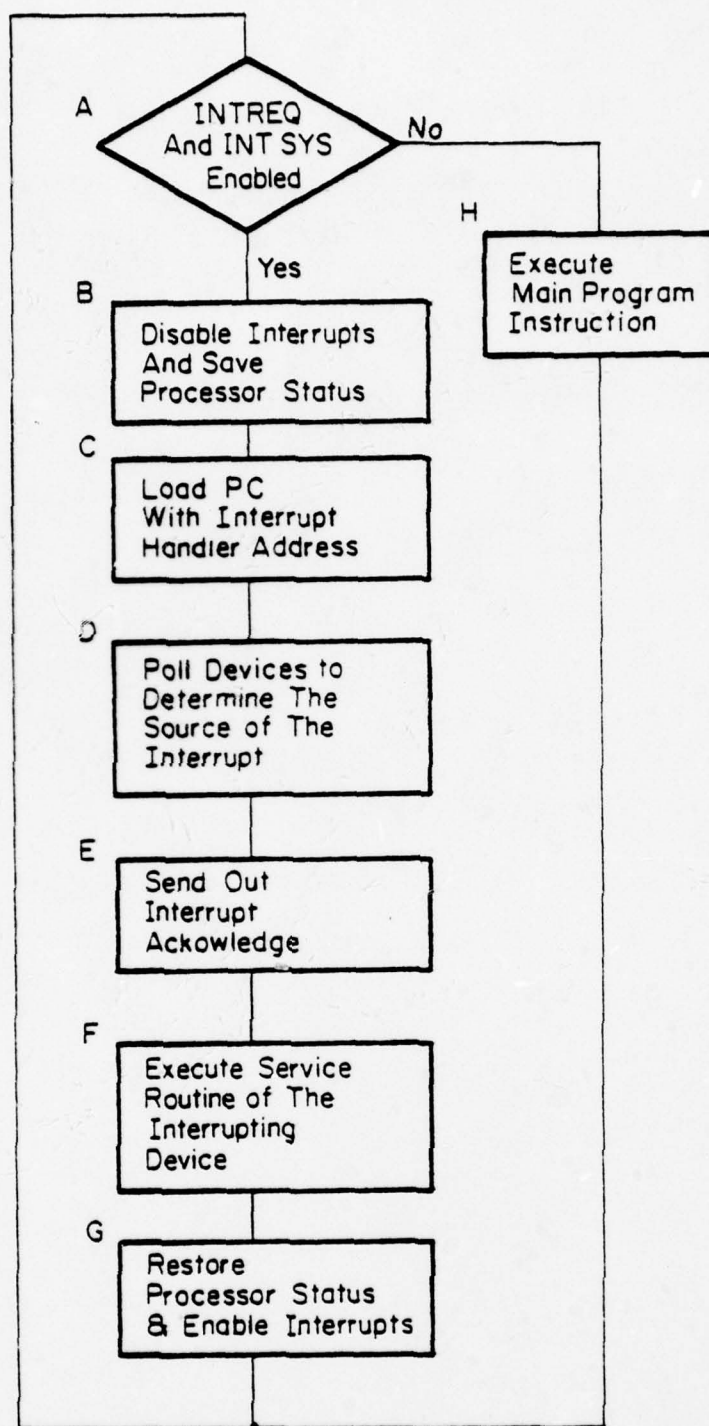 A
INTREQ
And INT SYS
Enabled
No
Yes
H
Execute
Main Program
Instruction
B
Disable Interrupts
And Save
Processor Status
C
Load PC
With Interrupt
Handler Address
D
Poll Devices to
Determine The
Source of The
Interrupt
E
Send Out
Interrupt
Ackowledge
F
Execute Service
Routine of The
Interrupting
Device
G
Restore
Processor Status
& Enable Interrupts